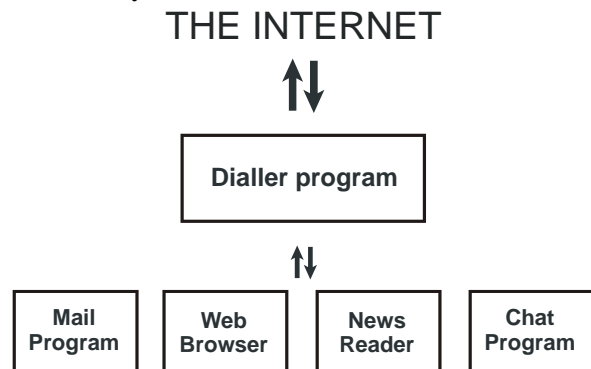 THE INTERNET
Dialler program
Mail Program
Web Browser
News Reader
Chat Program